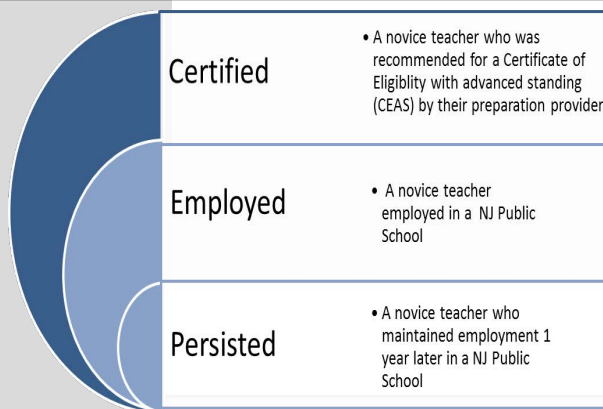 Certified
• A novice teacher who was
recommended for a Certificate of
Eligiblity with advanced standing
(CEAS) by their preparation provider
Employed
• A novice teacher
employed in a NJ Public
School
Persisted
• A novice teacher who
maintained employment 1
year later in a NJ Public
School